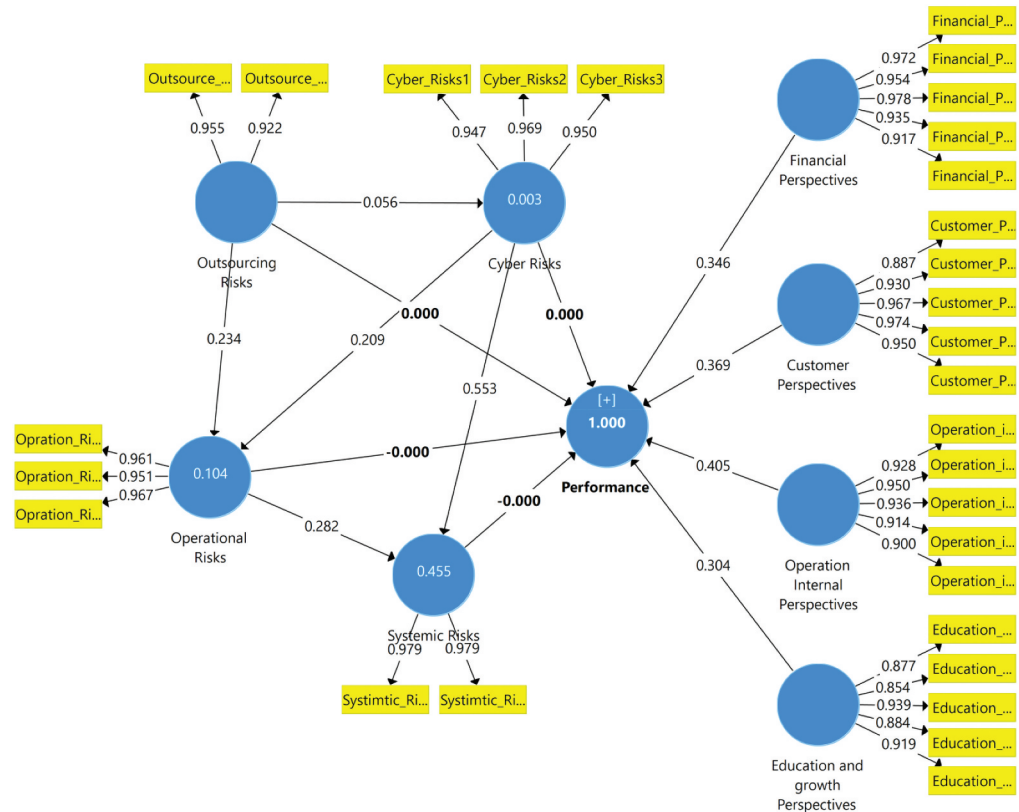 Outsource_...
Outsource_...
0.955
0.922
Outsourcing
Risks
Cyber_Risks1
Cyber_Risks2
Cyber_Risks3
0.947
0.969
0.950
0.003
Cyber Risks
0.056
0.234
0.209
0.000
0.000
0.553
Opration_Ri...
Opration_Ri...
Opration_Ri...
0.961
0.951
0.967
0.104
Operational
Risks
-0.000
0.282
-0.000
0.455
Systemic Risks
0.979
0.979
Systimtic_Ri...
Systimtic_Ri...
[+]
1.000
Performance
0.346
0.369
0.405
0.304
Financial
Perspectives
0.972
0.954
0.978
0.935
0.917
Financial_P...
Financial_P...
Financial_P...
Financial_P...
Financial_P...
Customer
Perspectives
0.887
0.930
0.967
0.974
0.950
Customer_P...
Customer_P...
Customer_P...
Customer_P...
Customer_P...
Operation
Internal
Perspectives
0.928
0.950
0.936
0.914
0.900
Operation_i...
Operation_i...
Operation_i...
Operation_i...
Operation_i...
Education and
growth
Perspectives
0.877
0.854
0.939
0.884
0.919
Education_...
Education_...
Education_...
Education_...
Education_...